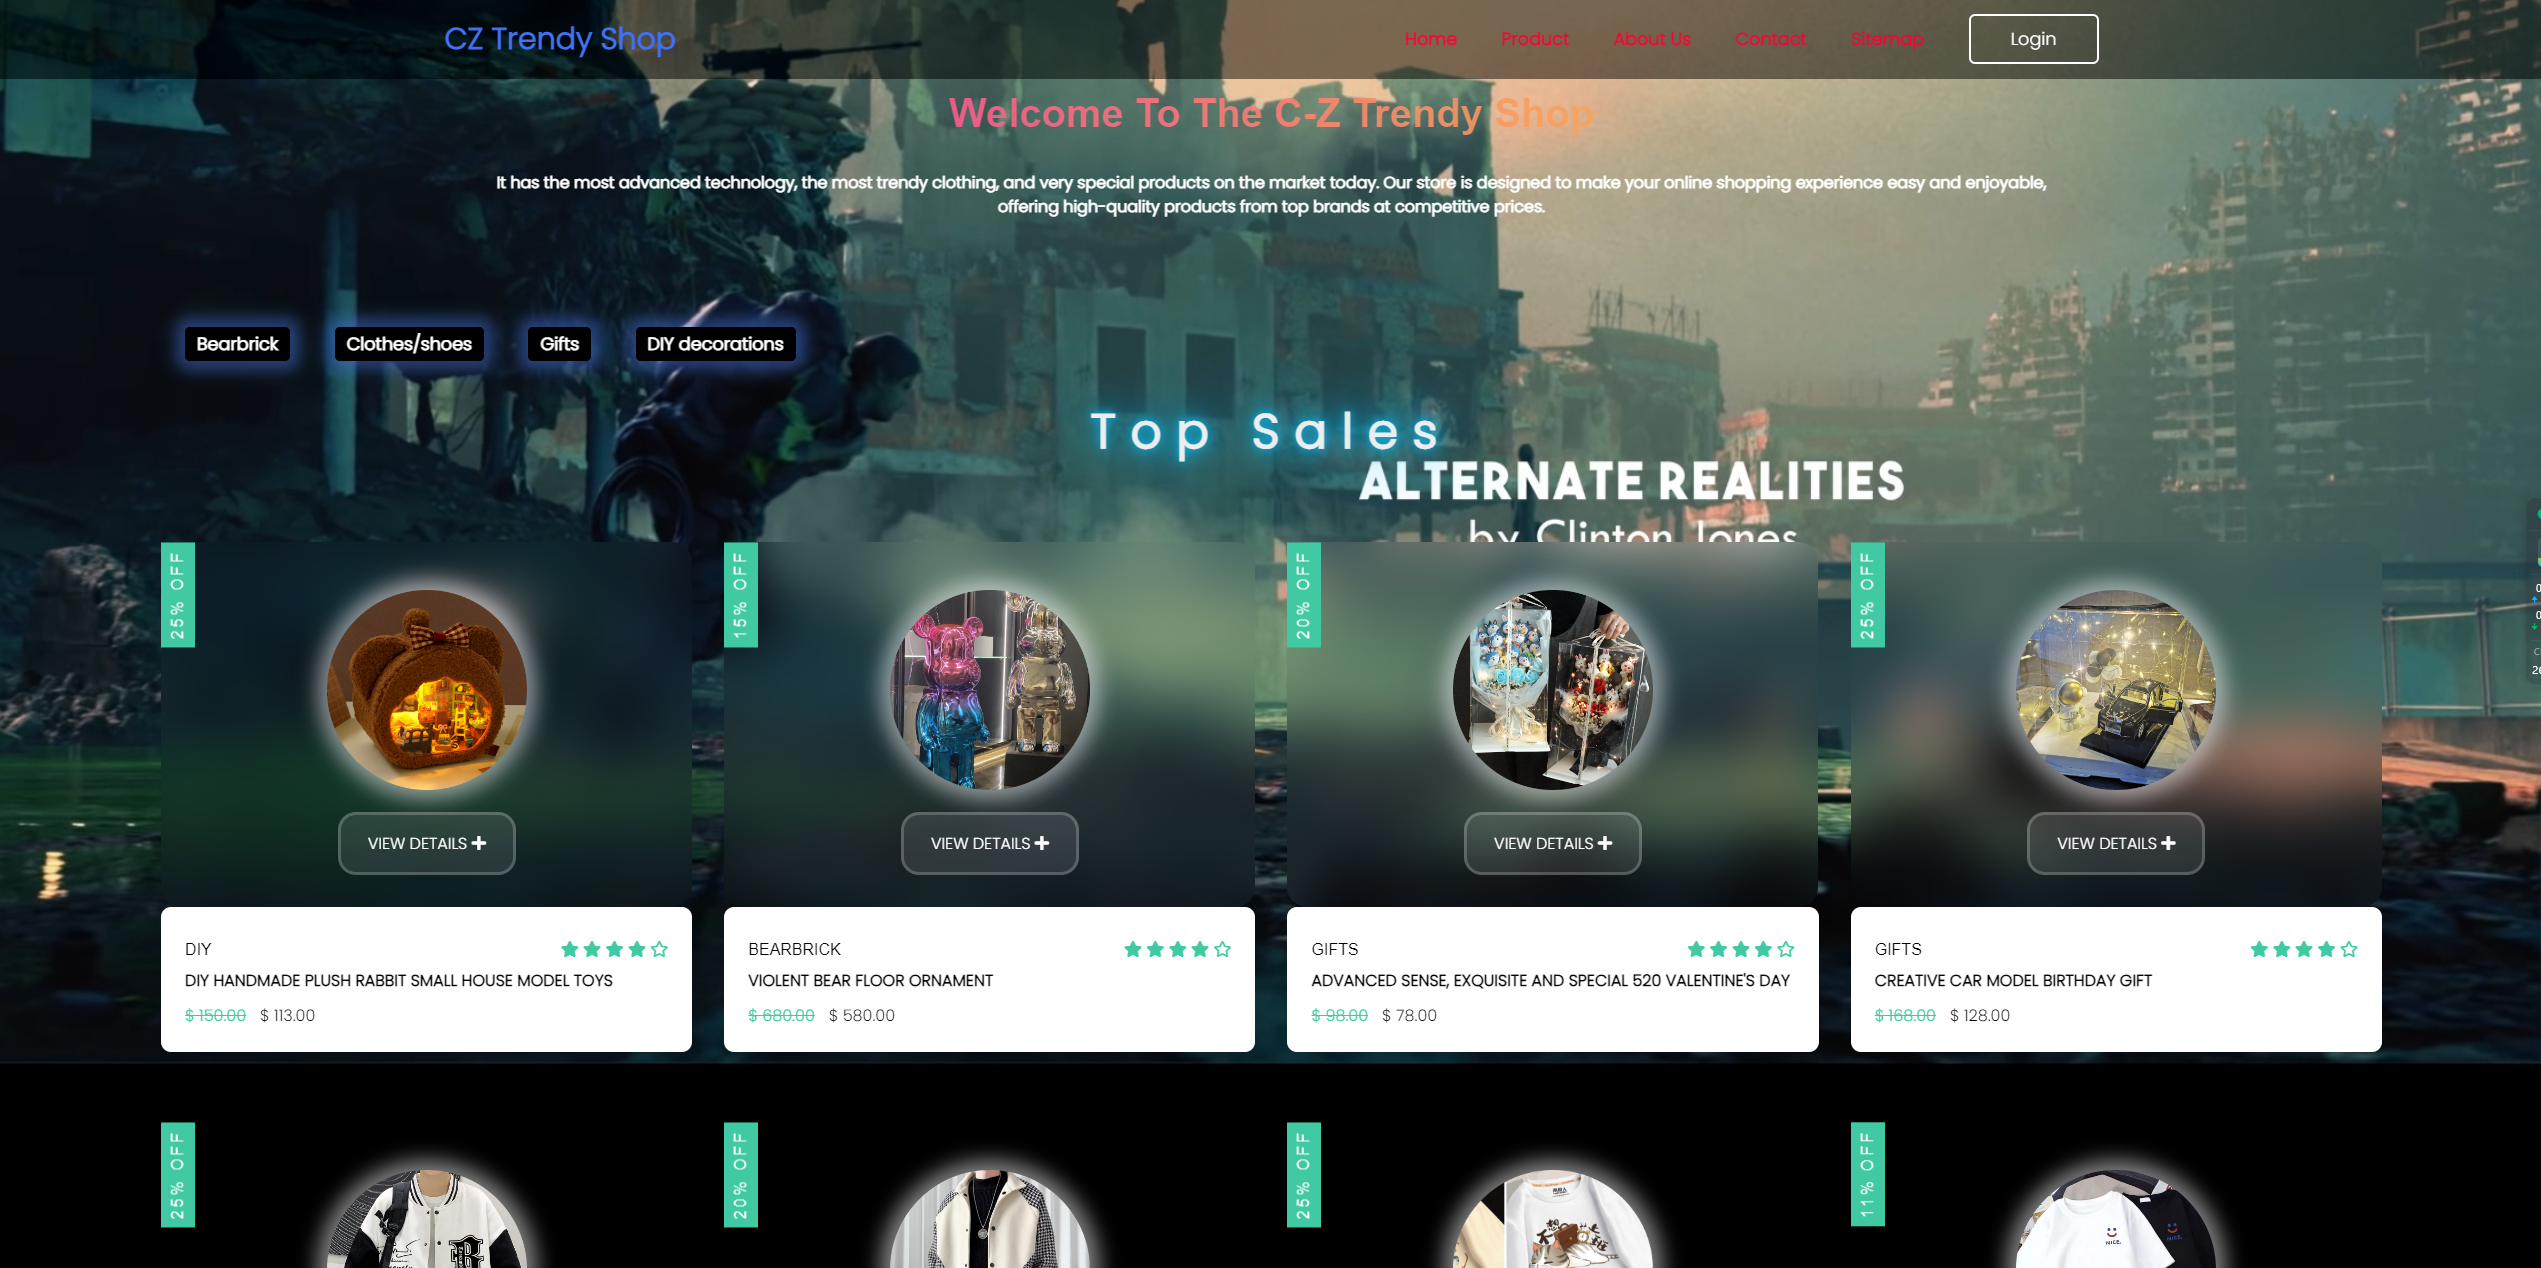 CZ Trendy Shop
Home Product About Us Contact Sitemap Login
Welcome To The C-Z Trendy Shop
It has the most advanced technology, the most trendy clothing, and very special products on the market today. Our store is designed to make your online shopping experience easy and enjoyable,
offering high-quality products from top brands at competitive prices.
Bearbrick Clothes/shoes Gifts DIY decorations
Top Sales
ALTERNATE REALITIES
by Clinton Jones
25% OFF
15% OFF
20% OFF
25% OFF
VIEW DETAILS
VIEW DETAILS
VIEW DETAILS
VIEW DETAILS
DIY
DIY HANDMADE PLUSH RABBIT SMALL HOUSE MODEL TOYS
$ 150.00 $ 113.00
BEARBRICK
VIOLENT BEAR FLOOR ORNAMENT
$ 680.00 $ 580.00
GIFTS
ADVANCED SENSE, EXQUISITE AND SPECIAL 520 VALENTINE'S DAY
$ 98.00 $ 78.00
GIFTS
CREATIVE CAR MODEL BIRTHDAY GIFT
$ 168.00 $ 128.00
25% OFF
20% OFF
25% OFF
11% OFF
NICE.